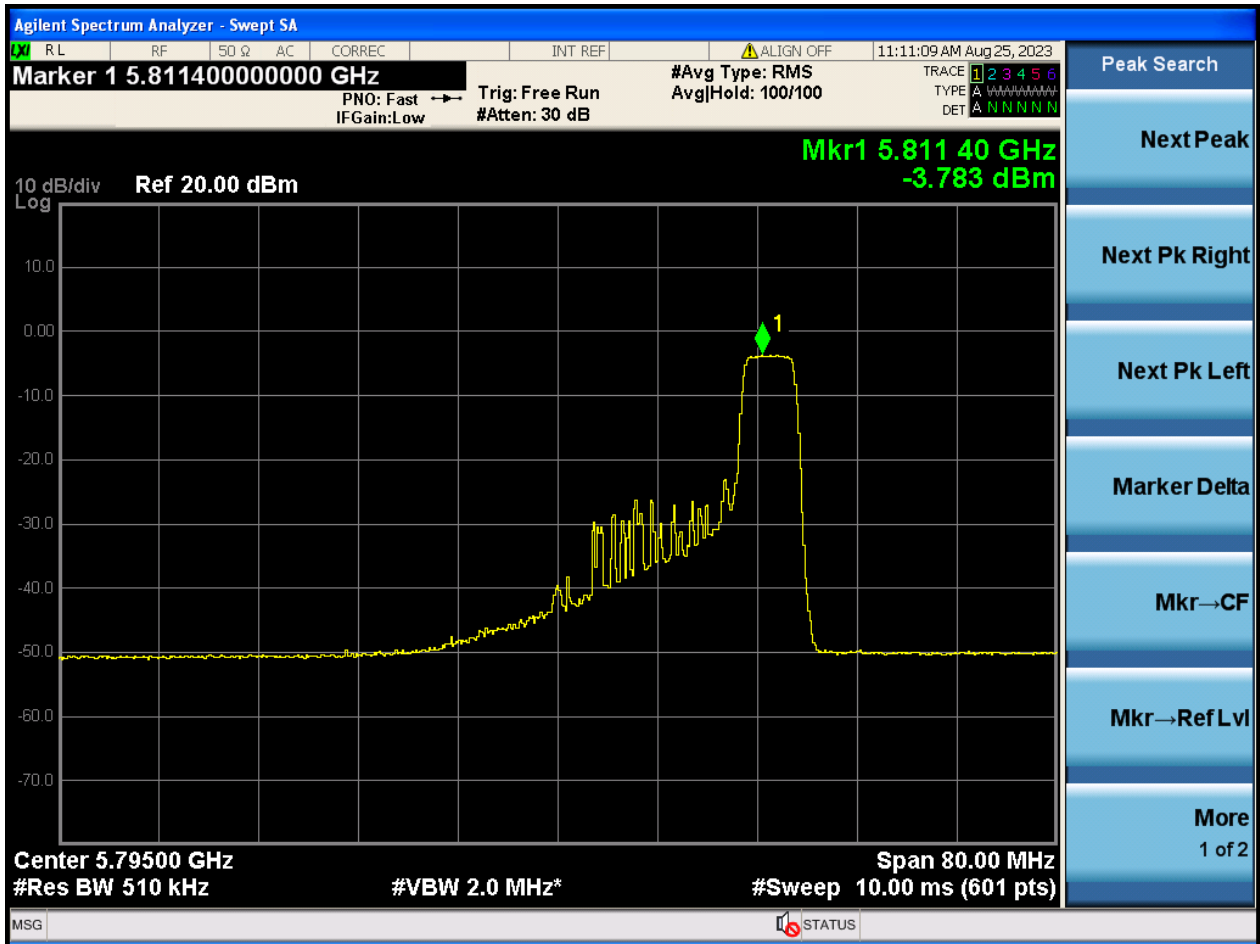 Agilent Spectrum Analyzer - Swept SA
LXI RL RF 50 Ω AC CORREC INT REF ALIGN OFF 11:11:09 AM Aug 25, 2023
Marker 1 5.811400000000 GHz
PNO: Fast
IFGain:Low
Trig: Free Run
#Atten: 30 dB
#Avg Type: RMS
Avg|Hold: 100/100
TRACE 1 2 3 4 5 6
TYPE A WWWWW
DET A N N N N N
Mkr1 5.811 40 GHz
-3.783 dBm
10 dB/div Ref 20.00 dBm
Log
10.0
0.00
-10.0
-20.0
-30.0
-40.0
-50.0
-60.0
-70.0
1
Center 5.79500 GHz Span 80.00 MHz
#Res BW 510 kHz #VBW 2.0 MHz* #Sweep 10.00 ms (601 pts)
MSG STATUS
Peak Search
Next Peak
Next Pk Right
Next Pk Left
Marker Delta
Mkr→CF
Mkr→Ref Lvl
More
1 of 2